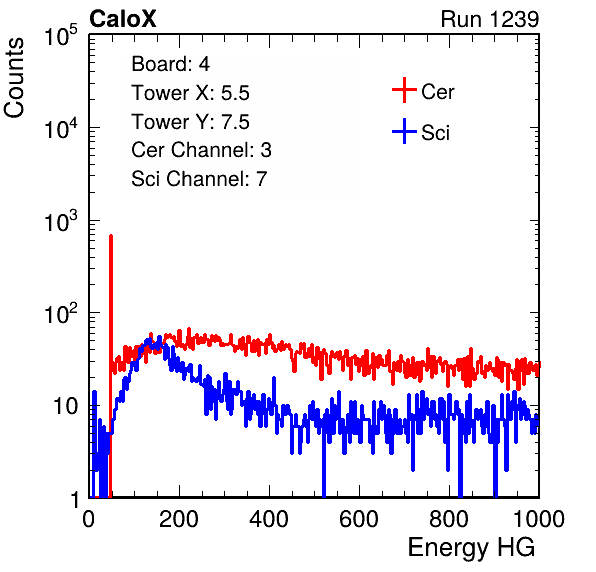 CaloX Run 1239
Board: 4
Tower X: 5.5
Tower Y: 7.5
Cer Channel: 3
Sci Channel: 7
Cer
Sci
Counts
10^5
10^4
10^3
10^2
10
1
0 200 400 600 800 1000
Energy HG